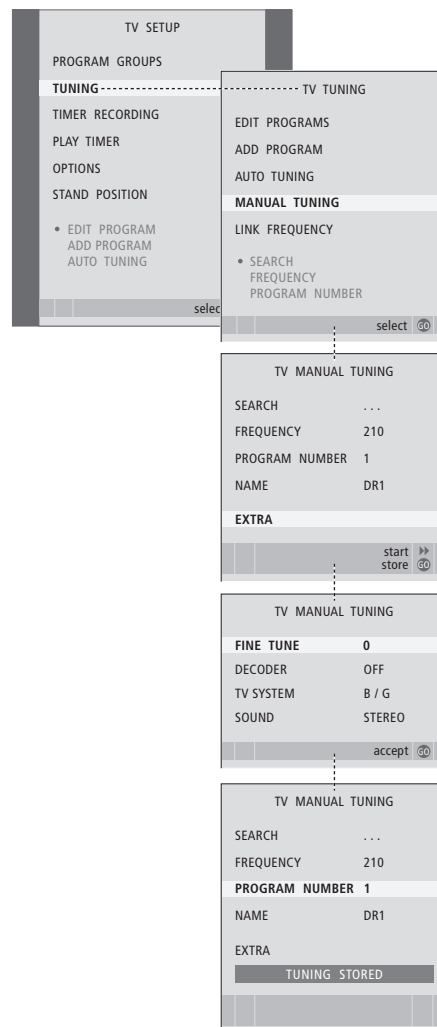 TV SETUP
PROGRAM GROUPS
TUNING
TIMER RECORDING
PLAY TIMER
OPTIONS
STAND POSITION
• EDIT PROGRAM
ADD PROGRAM
AUTO TUNING
selec
TV TUNING
EDIT PROGRAMS
ADD PROGRAM
AUTO TUNING
MANUAL TUNING
LINK FREQUENCY
• SEARCH
FREQUENCY
PROGRAM NUMBER
select GO
TV MANUAL TUNING
SEARCH ...
FREQUENCY 210
PROGRAM NUMBER 1
NAME DR1
EXTRA
start
store GO
TV MANUAL TUNING
FINE TUNE 0
DECODER OFF
TV SYSTEM B / G
SOUND STEREO
accept GO
TV MANUAL TUNING
SEARCH ...
FREQUENCY 210
PROGRAM NUMBER 1
NAME DR1
EXTRA
TUNING STORED